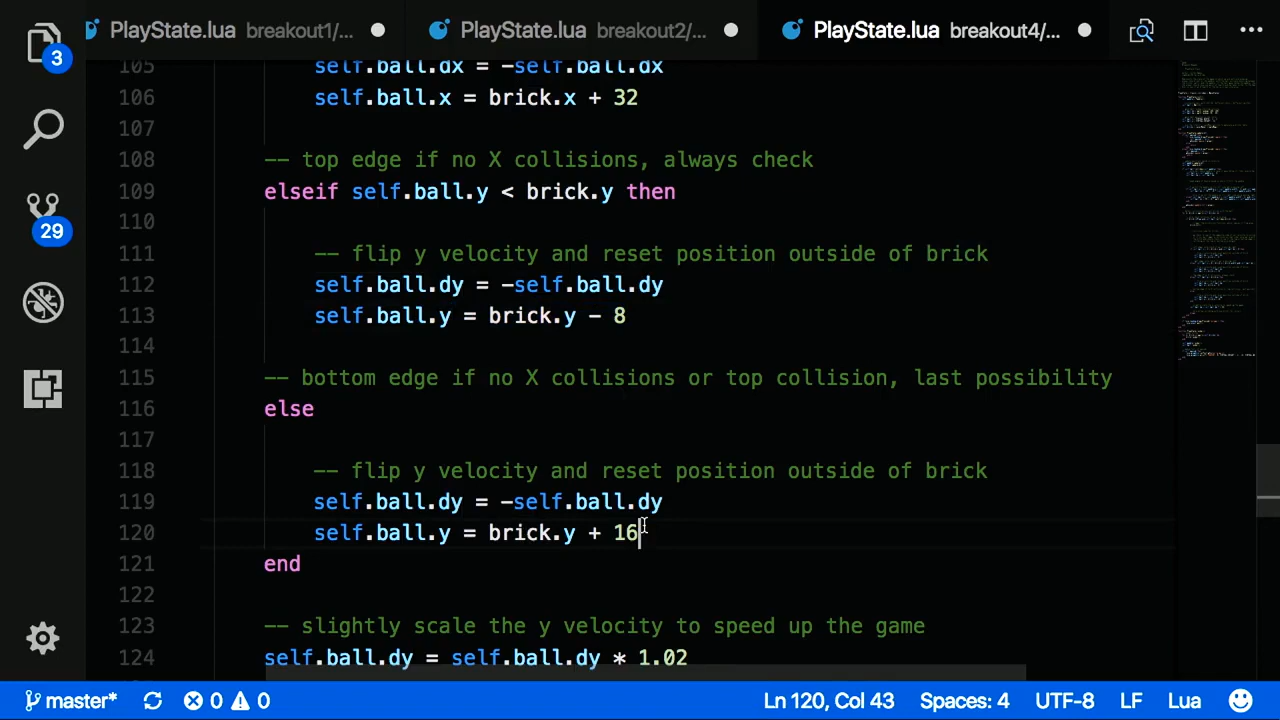 PlayState.lua breakout1/... PlayState.lua breakout2/... PlayState.lua breakout4/...
3
105 self.ball.dx = -self.ball.dx
106 self.ball.x = brick.x + 32
107
108 -- top edge if no X collisions, always check
109 elseif self.ball.y < brick.y then
110
111 -- flip y velocity and reset position outside of brick
112 self.ball.dy = -self.ball.dy
113 self.ball.y = brick.y - 8
114
115 -- bottom edge if no X collisions or top collision, last possibility
116 else
117
118 -- flip y velocity and reset position outside of brick
119 self.ball.dy = -self.ball.dy
120 self.ball.y = brick.y + 16
121 end
122
123 -- slightly scale the y velocity to speed up the game
124 self.ball.dy = self.ball.dy * 1.02
29
master* 0 0 Ln 120, Col 43 Spaces: 4 UTF-8 LF Lua